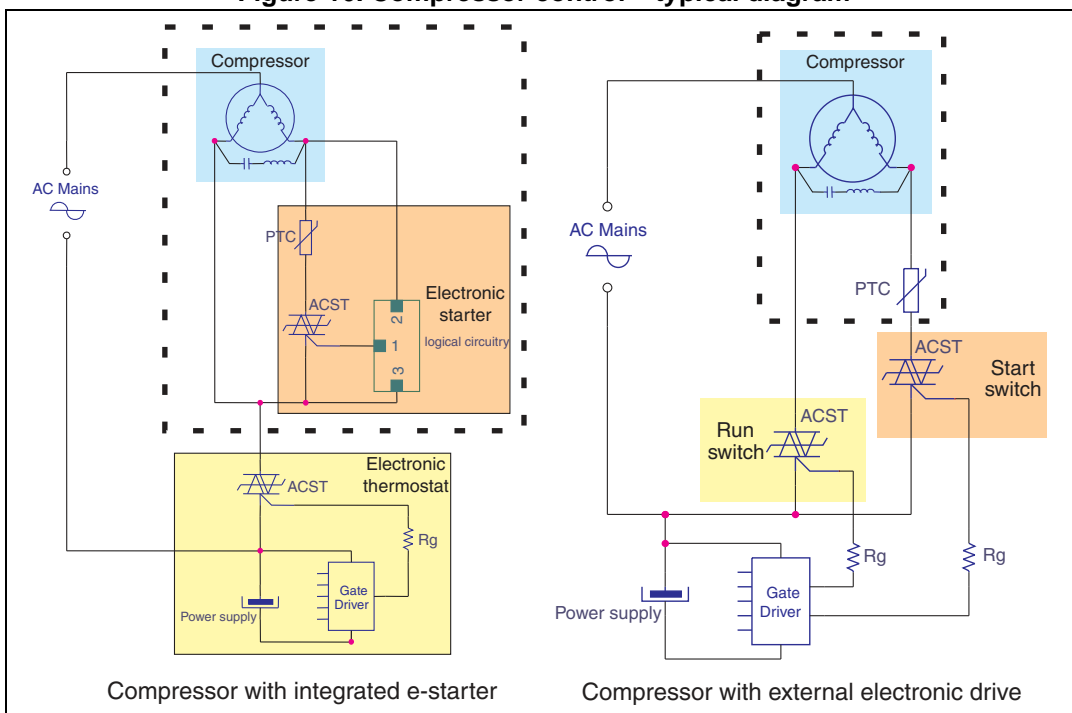 Compressor
AC Mains
PTC
ACST
Electronic
starter
logical circuitry
2
1
3
Electronic
thermostat
ACST
Rg
Gate
Driver
Power supply
Compressor with integrated e-starter
Compressor
AC Mains
PTC
ACST
Start
switch
ACST
Run
switch
Rg
Rg
Gate
Driver
Power supply
Compressor with external electronic drive